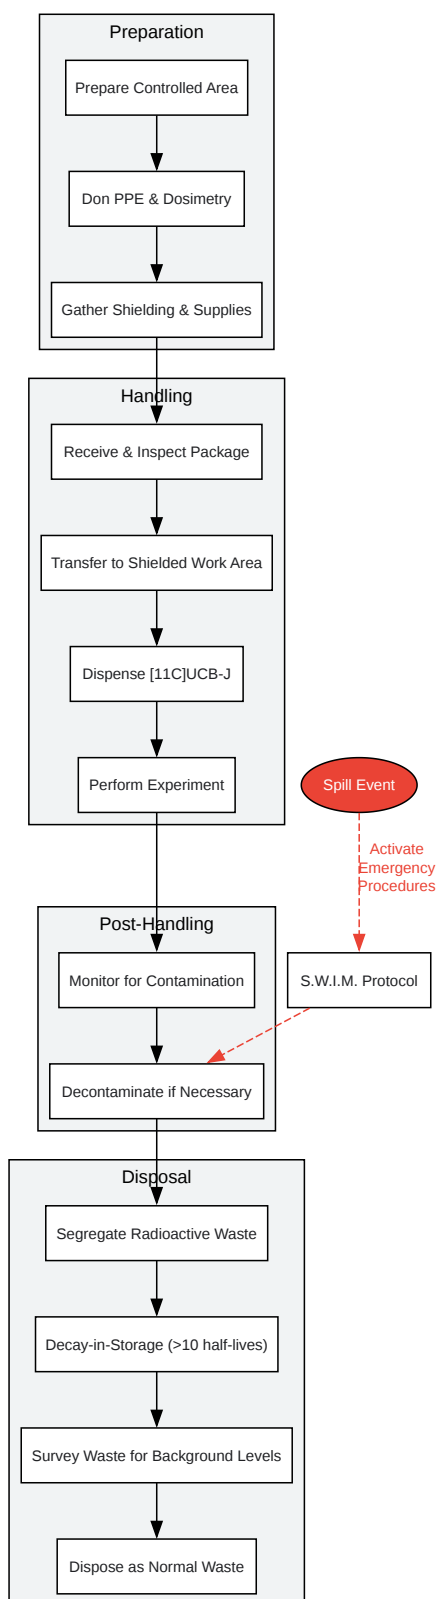 Preparation
Prepare Controlled Area
Don PPE & Dosimetry
Gather Shielding & Supplies
Handling
Receive & Inspect Package
Transfer to Shielded Work Area
Dispense [11C]UCB-J
Perform Experiment
Spill Event
Activate
Emergency
Procedures
Post-Handling
Monitor for Contamination
S.W.I.M. Protocol
Decontaminate if Necessary
Disposal
Segregate Radioactive Waste
Decay-in-Storage (>10 half-lives)
Survey Waste for Background Levels
Dispose as Normal Waste